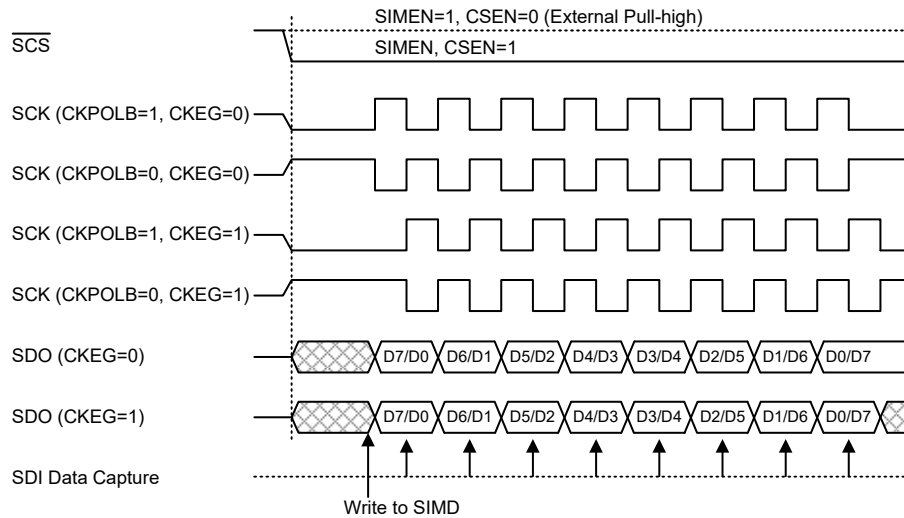 SIMEN=1, CSEN=0 (External Pull-high)
SCS
SIMEN, CSEN=1
SCK (CKPOLB=1, CKEG=0)
SCK (CKPOLB=0, CKEG=0)
SCK (CKPOLB=1, CKEG=1)
SCK (CKPOLB=0, CKEG=1)
SDO (CKEG=0) D7/D0 D6/D1 D5/D2 D4/D3 D3/D4 D2/D5 D1/D6 D0/D7
SDO (CKEG=1) D7/D0 D6/D1 D5/D2 D4/D3 D3/D4 D2/D5 D1/D6 D0/D7
SDI Data Capture
Write to SIMD